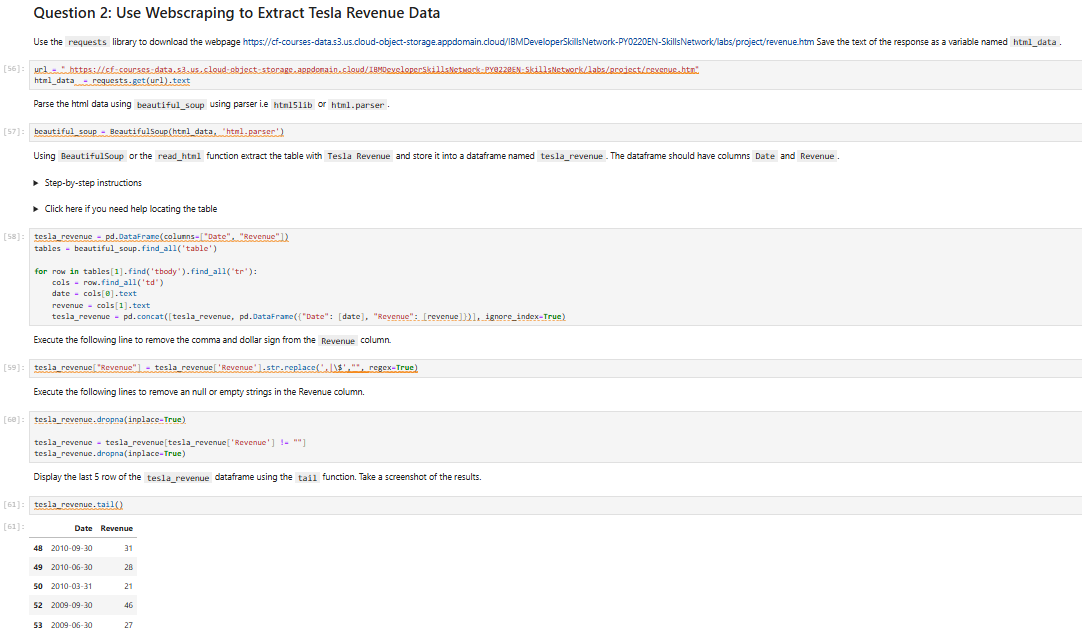 Question 2: Use Webscraping to Extract Tesla Revenue Data
Use the requests library to download the webpage https://cf-courses-data.s3.us.cloud-object-storage.appdomain.cloud/IBMDeveloperSkillsNetwork-PY0220EN-SkillsNetwork/labs/project/revenue.htm Save the text of the response as a variable named html_data.
[56]: url = " https://cf-courses-data.s3.us.cloud-object-storage.appdomain.cloud/IBMDeveloperSkillsNetwork-PY0220EN-SkillsNetwork/labs/project/revenue.htm"
html_data  = requests.get(url).text
Parse the html data using beautiful_soup using parser i.e html5lib or html.parser.
[57]: beautiful_soup = BeautifulSoup(html_data, 'html.parser')
Using BeautifulSoup or the read_html function extract the table with Tesla Revenue and store it into a dataframe named tesla_revenue. The dataframe should have columns Date and Revenue.
▶ Step-by-step instructions
▶ Click here if you need help locating the table
[58]: tesla_revenue = pd.DataFrame(columns=["Date", "Revenue"])
tables = beautiful_soup.find_all('table')
for row in tables[1].find('tbody').find_all('tr'):
    cols = row.find_all('td')
    date = cols[0].text
    revenue = cols[1].text
    tesla_revenue = pd.concat([tesla_revenue, pd.DataFrame({"Date": [date], "Revenue": [revenue]})], ignore_index=True)
Execute the following line to remove the comma and dollar sign from the Revenue column.
[59]: tesla_revenue["Revenue"] = tesla_revenue['Revenue'].str.replace(',|\$',"", regex=True)
Execute the following lines to remove an null or empty strings in the Revenue column.
[60]: tesla_revenue.dropna(inplace=True)
tesla_revenue = tesla_revenue[tesla_revenue['Revenue'] != ""]
tesla_revenue.dropna(inplace=True)
Display the last 5 row of the tesla_revenue dataframe using the tail function. Take a screenshot of the results.
[61]: tesla_revenue.tail()
[61]: Date Revenue
48 2010-09-30 31
49 2010-06-30 28
50 2010-03-31 21
52 2009-09-30 46
53 2009-06-30 27